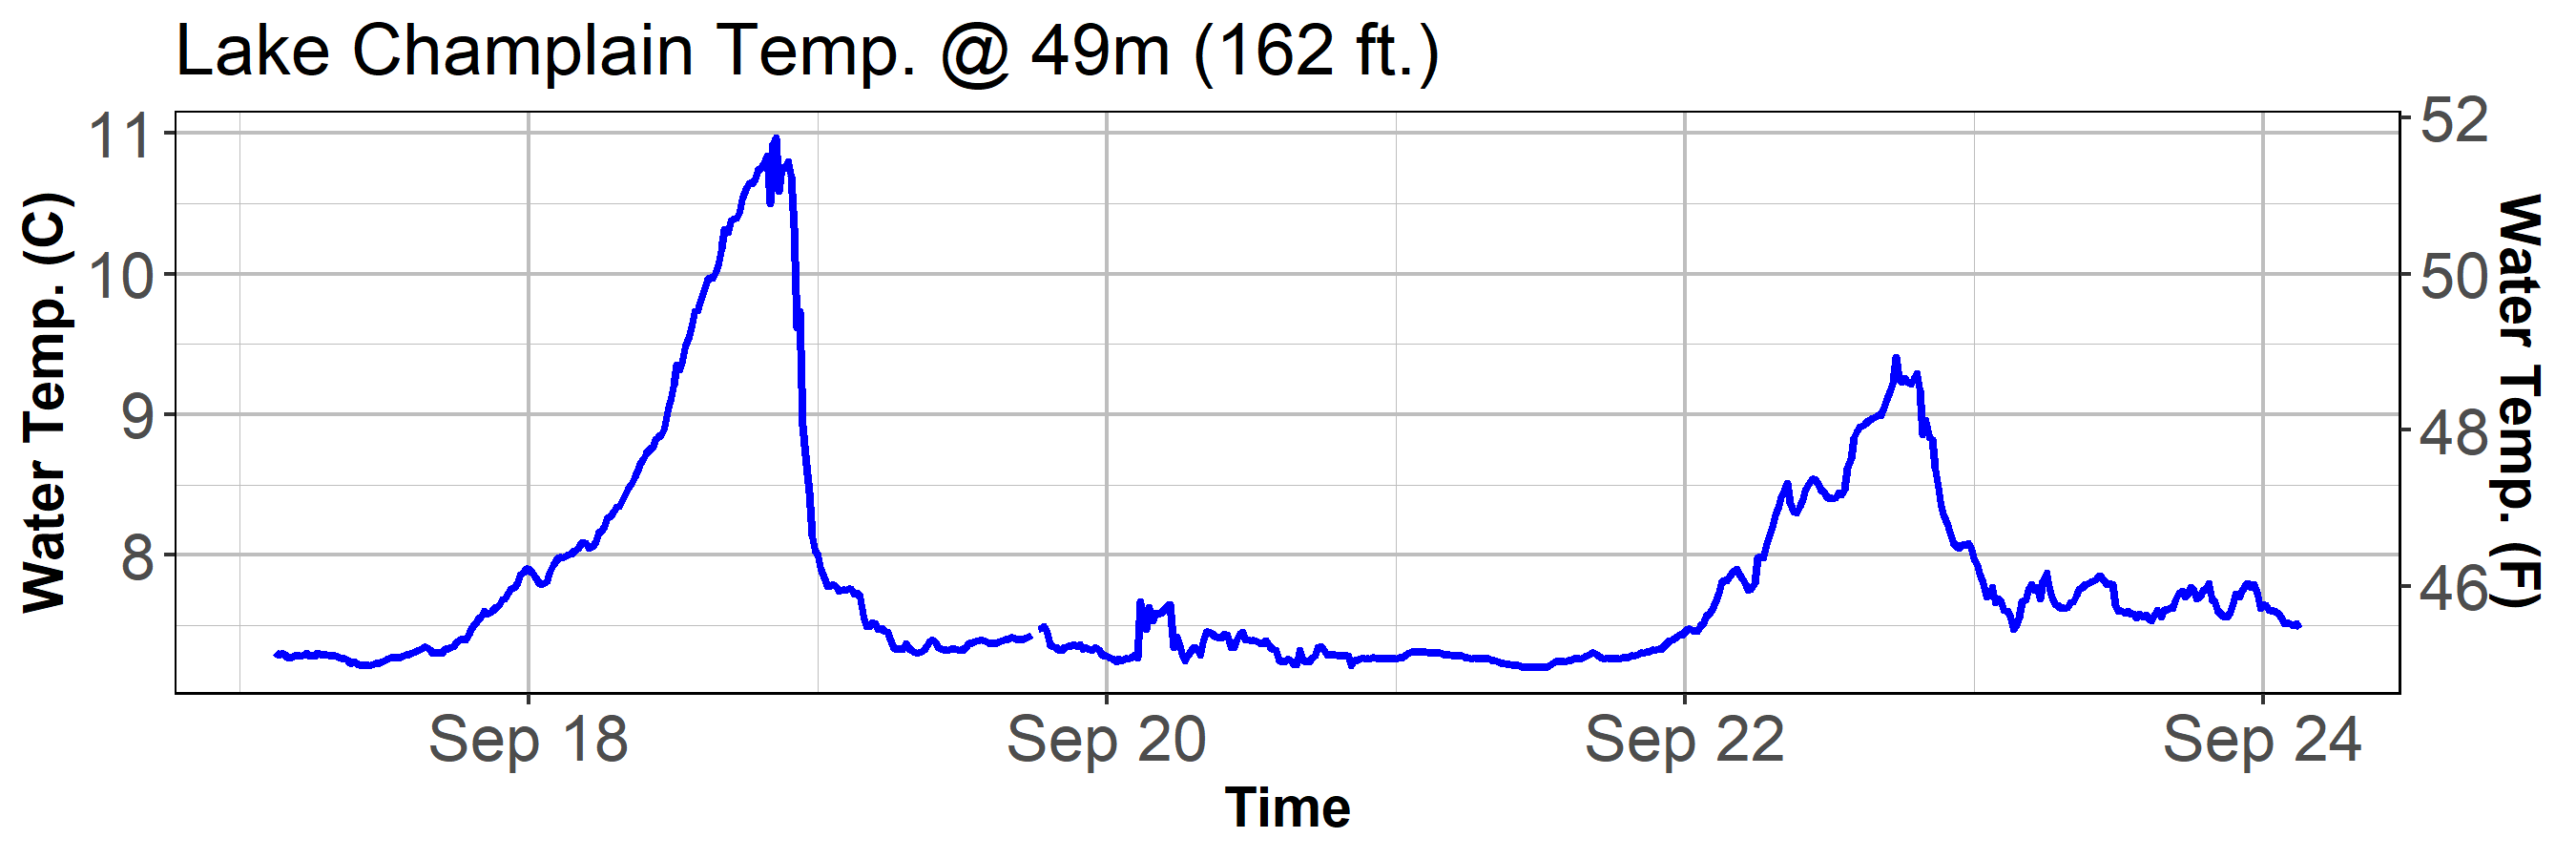 Lake Champlain Temp. @ 49m (162 ft.)
Water Temp. (C)
11
10
9
8
52
50
48
46
Water Temp. (F)
Sep 18
Sep 20
Sep 22
Sep 24
Time